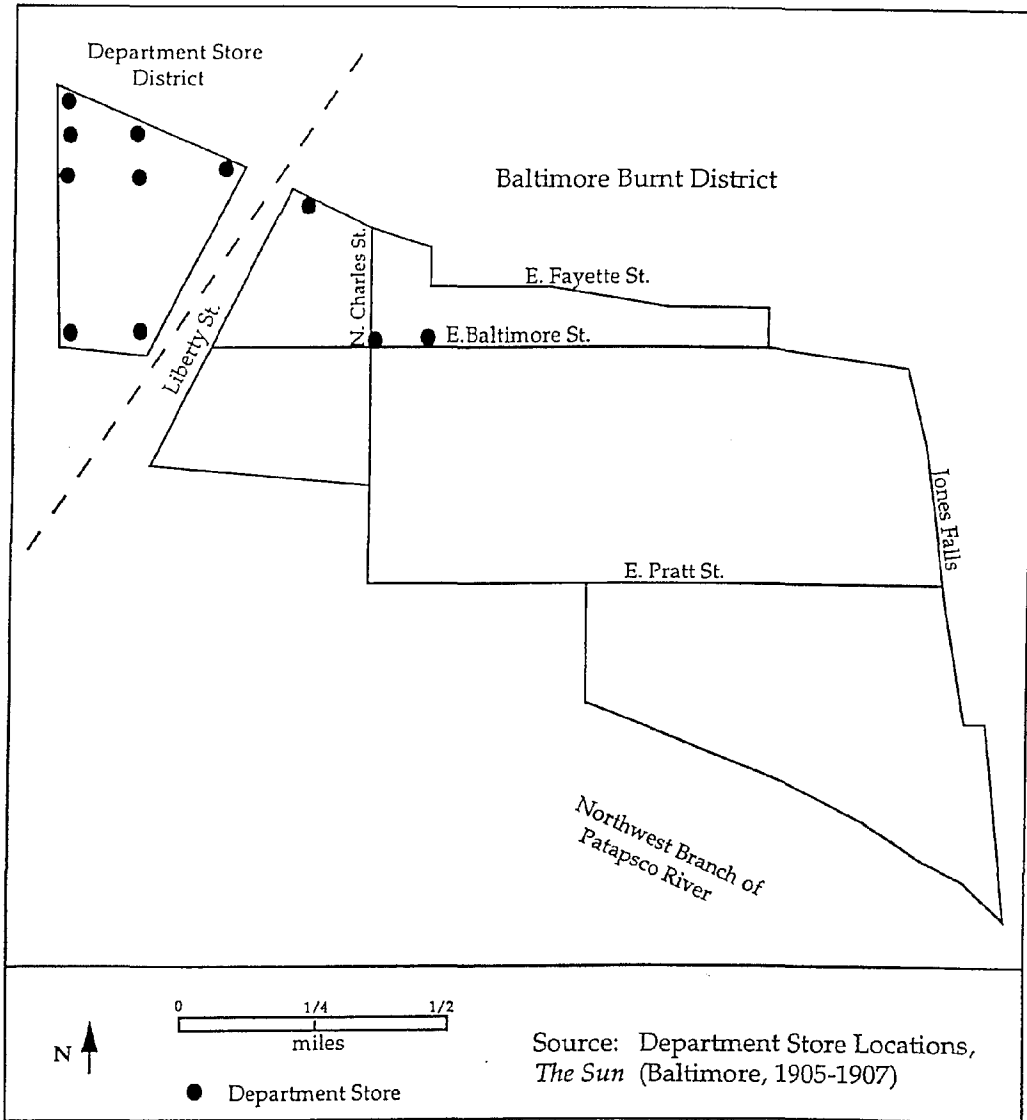 Department Store
District
Baltimore Burnt District
N. Charles St.
E. Fayette St.
E.Baltimore St.
Liberty St.
Jones Falls
E. Pratt St.
Northwest Branch of
Patapsco River
0 1/4 1/2
miles
N
Department Store
Source: Department Store Locations,
The Sun (Baltimore, 1905-1907)